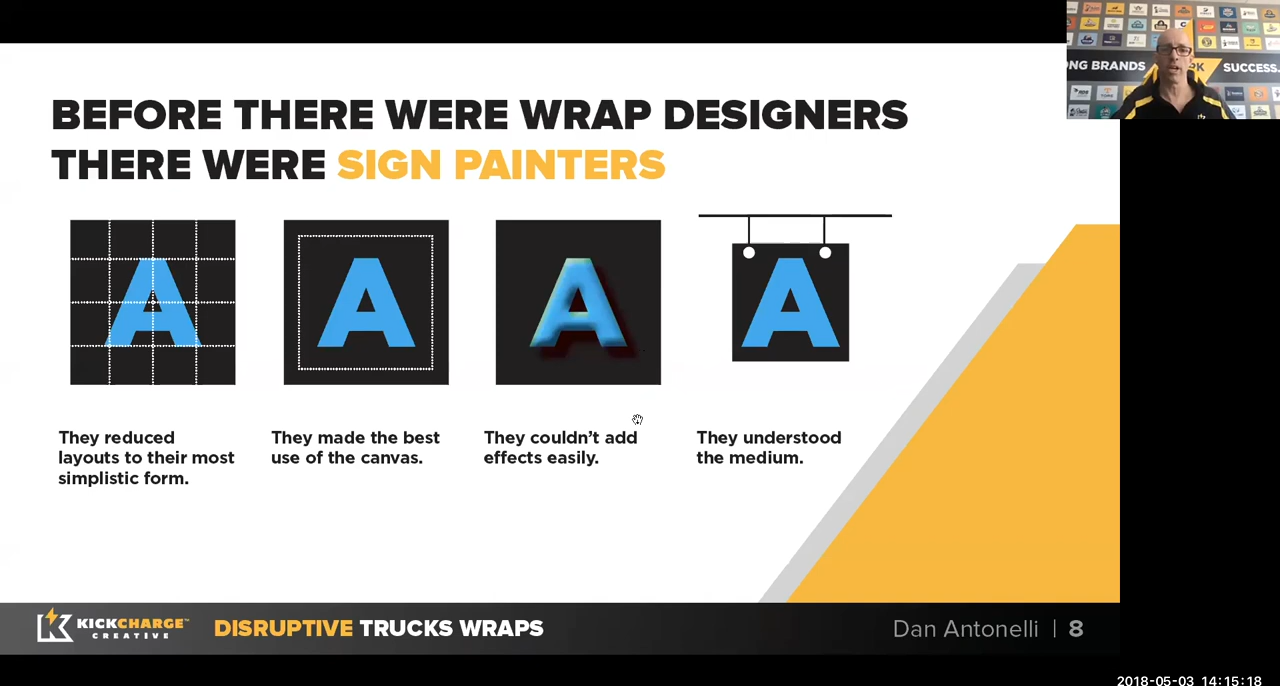 BEFORE THERE WERE WRAP DESIGNERS
THERE WERE SIGN PAINTERS
ONG BRANDS
SUCCESS.
A
A
A
A
They reduced
layouts to their most
simplistic form.
They made the best
use of the canvas.
They couldn't add
effects easily.
They understood
the medium.
KICKCHARGE™
CREATIVE
DISRUPTIVE TRUCKS WRAPS
Dan Antonelli | 8
2018-05-03 14:15:18